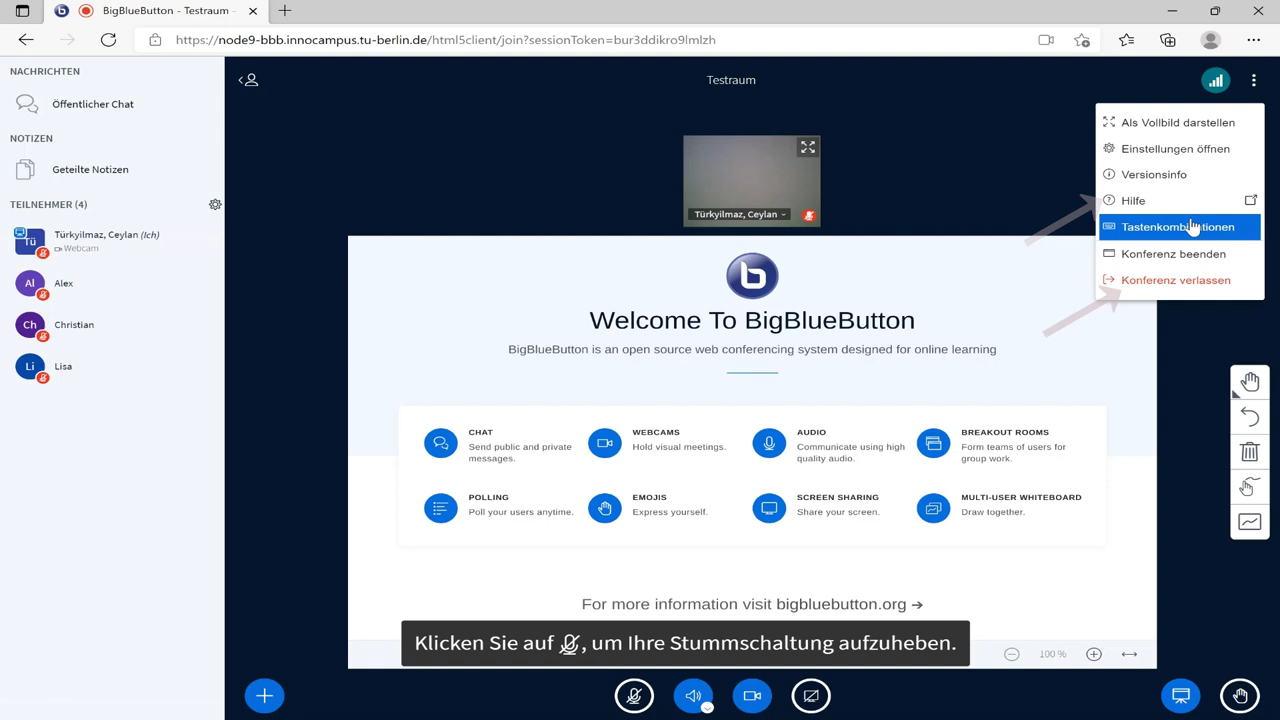 BigBlueButton - Testraum -
https://node9-bbb.innocampus.tu-berlin.de/html5client/join?sessionToken=bur3ddikro9lmlzh
NACHRICHTEN
Öffentlicher Chat
NOTIZEN
Geteilte Notizen
TEILNEHMER (4)
Tü
Türkyilmaz, Ceylan (Ich)
Webcam
Al
Alex
Ch
Christian
Li
Lisa
Testraum
Türkyilmaz, Ceylan
Als Vollbild darstellen
Einstellungen öffnen
Versionsinfo
Hilfe
Tastenkombinationen
Konferenz beenden
Konferenz verlassen
b
Welcome To BigBlueButton
BigBlueButton is an open source web conferencing system designed for online learning
CHAT
Send public and private
messages.
WEBCAMS
Hold visual meetings.
AUDIO
Communicate using high
quality audio.
BREAKOUT ROOMS
Form teams of users for
group work.
POLLING
Poll your users anytime.
EMOJIS
Express yourself.
SCREEN SHARING
Share your screen.
MULTI-USER WHITEBOARD
Draw together.
For more information visit bigbluebutton.org →
Klicken Sie auf , um Ihre Stummschaltung aufzuheben.
100 %